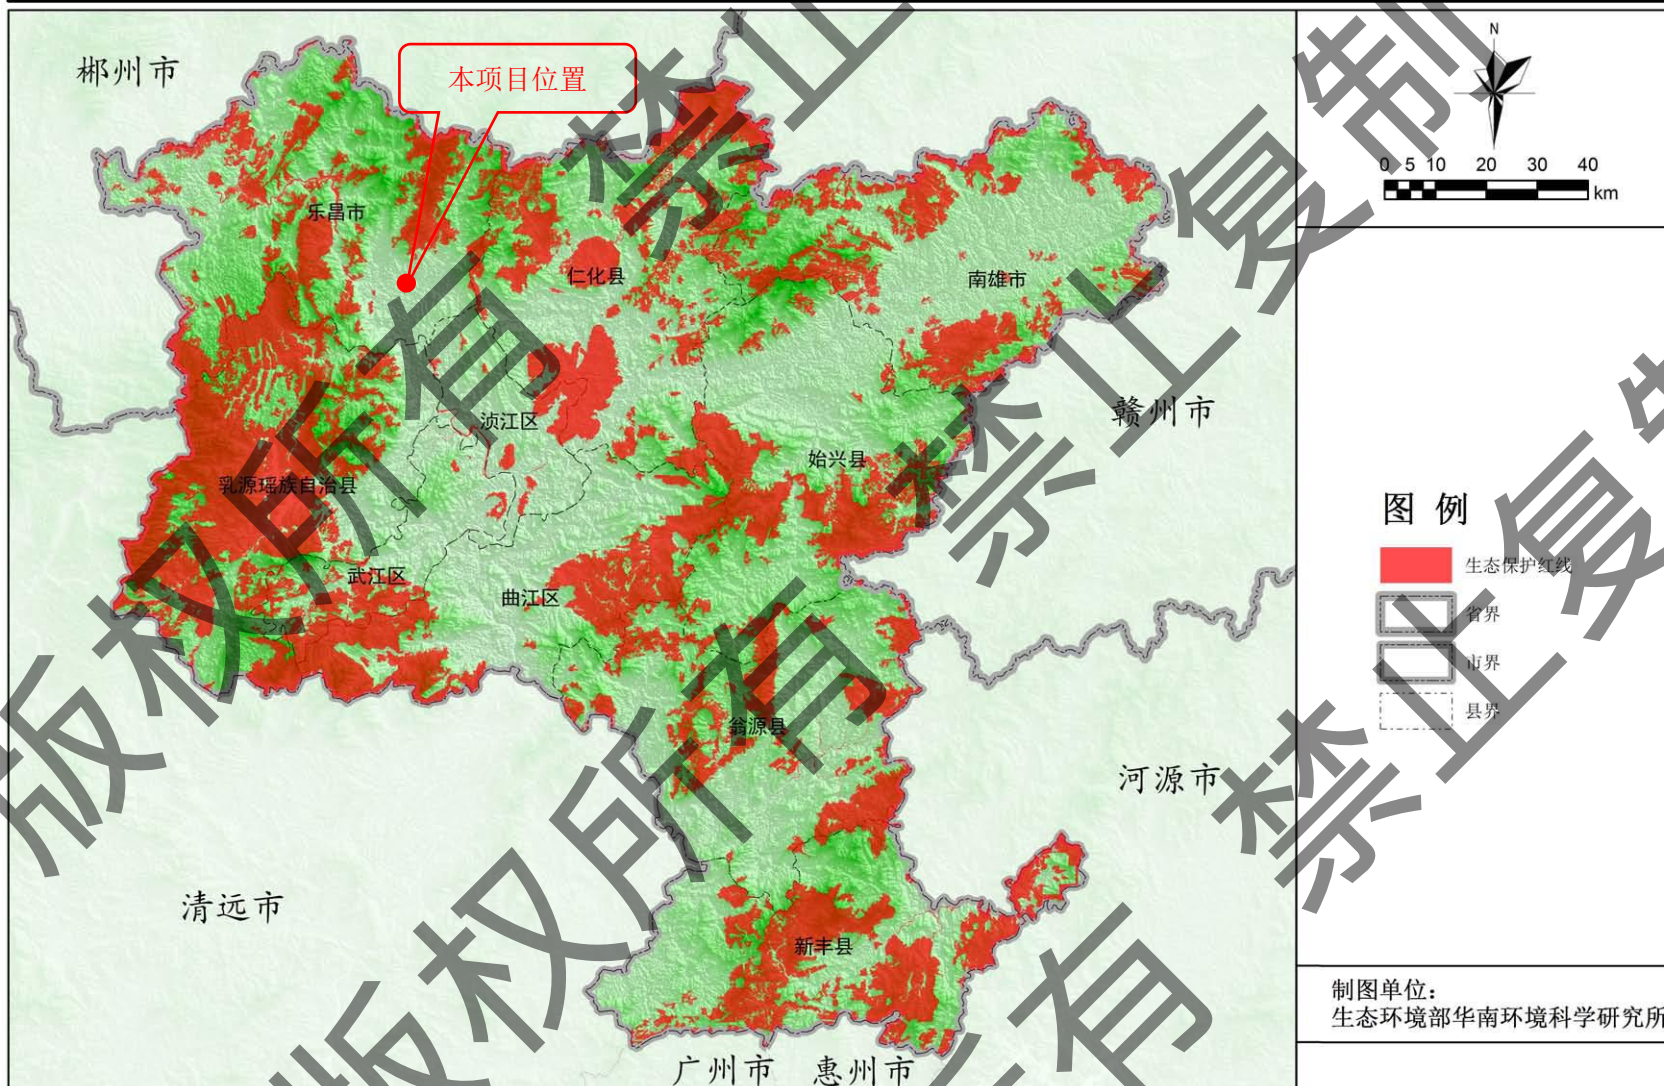 郴州市
本项目位置
N
0 5 10 20 30 40
km
乐昌市
仁化县
南雄市
赣州市
浈江区
始兴县
乳源瑶族自治县
武江区
曲江区
图 例
生态保护红线
省界
市界
县界
翁源县
河源市
清远市
新丰县
广州市 惠州市
制图单位：
生态环境部华南环境科学研究所
版权所有 禁止复制
版权所有 禁止复制
有 禁止复制